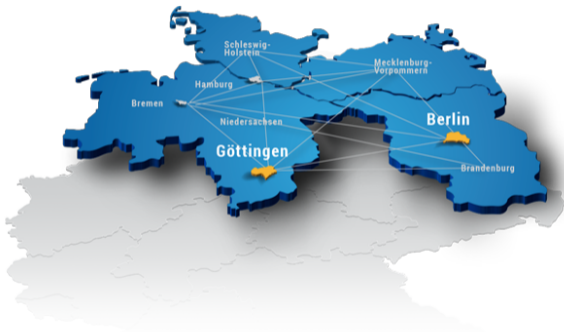 Schleswig-
Holstein
Mecklenburg-
Vorpommern
Hamburg
Bremen
Niedersachsen
Berlin
Göttingen
Brandenburg